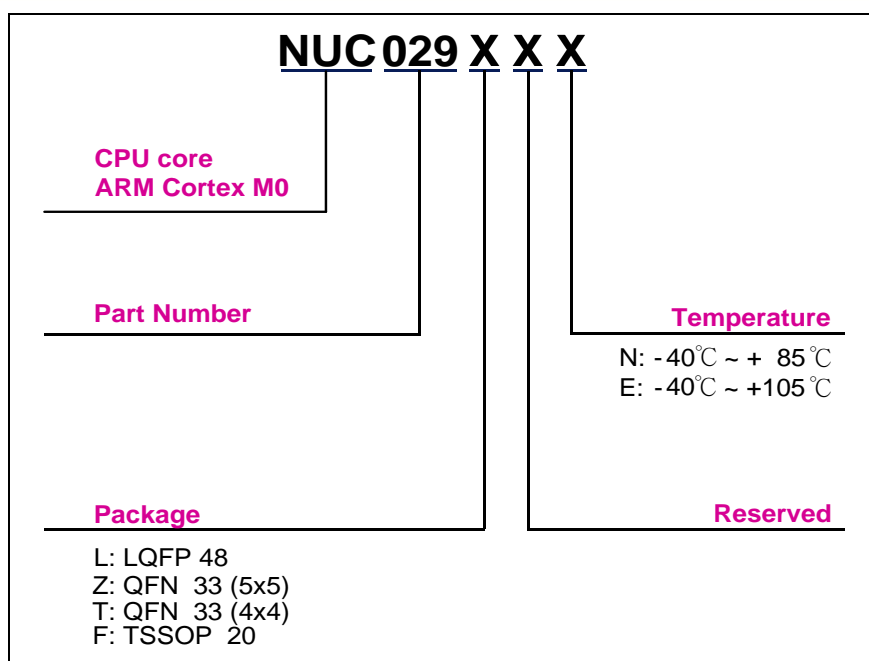 NUC 029 X X X
CPU core
ARM Cortex M0
Part Number
Temperature
N: -40℃ ~ + 85℃
E: -40℃ ~ +105℃
Package
L: LQFP 48
Z: QFN 33 (5x5)
T: QFN 33 (4x4)
F: TSSOP 20
Reserved